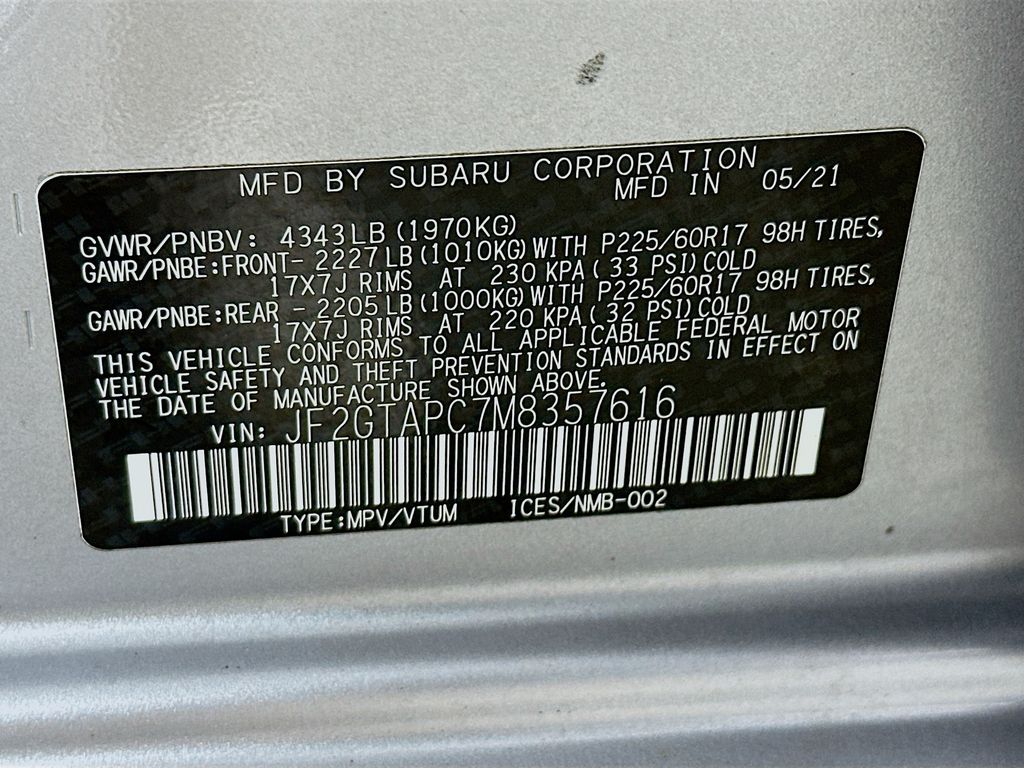 MFD BY SUBARU CORPORATION
MFD IN 05/21
GVWR/PNBV: 4343LB (1970KG)
GAWR/PNBE:FRONT- 2227LB (1010KG) WITH P225/60R17 98H TIRES,
17X7J RIMS AT 230 KPA ( 33 PSI) COLD
GAWR/PNBE:REAR - 2205LB (1000KG) WITH P225/60R17 98H TIRES,
17X7J RIMS AT 220 KPA ( 32 PSI) COLD
THIS VEHICLE CONFORMS TO ALL APPLICABLE FEDERAL MOTOR
VEHICLE SAFETY AND THEFT PREVENTION STANDARDS IN EFFECT ON
THE DATE OF MANUFACTURE SHOWN ABOVE.
VIN: JF2GTAPC7M8357616
TYPE:MPV/VTUM ICES/NMB-002